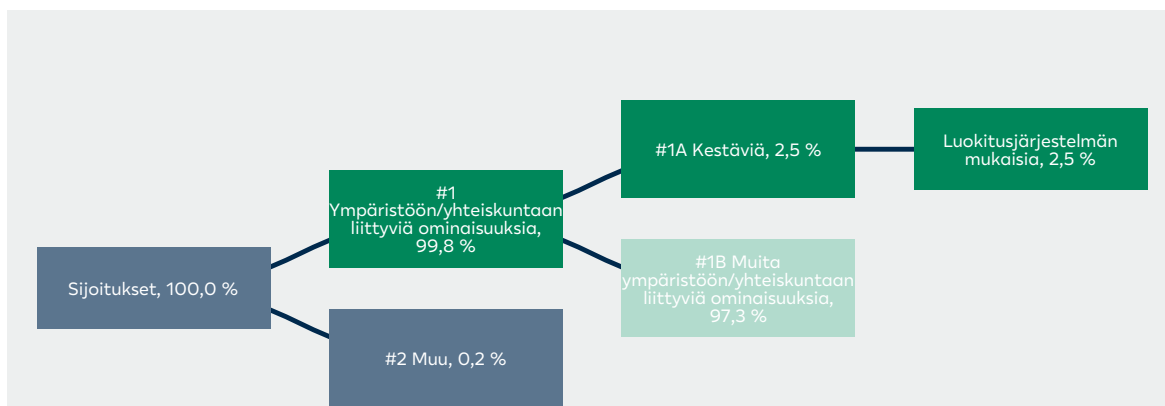 Sijoitukset, 100,0 %
#1
Ympäristöön/yhteiskuntaan
liittyviä ominaisuuksia,
99,8 %
#2 Muu, 0,2 %
#1A Kestäviä, 2,5 %
#1B Muita
ympäristöön/yhteiskuntaan
liittyviä ominaisuuksia,
97,3 %
Luokitusjärjestelmän
mukaisia, 2,5 %